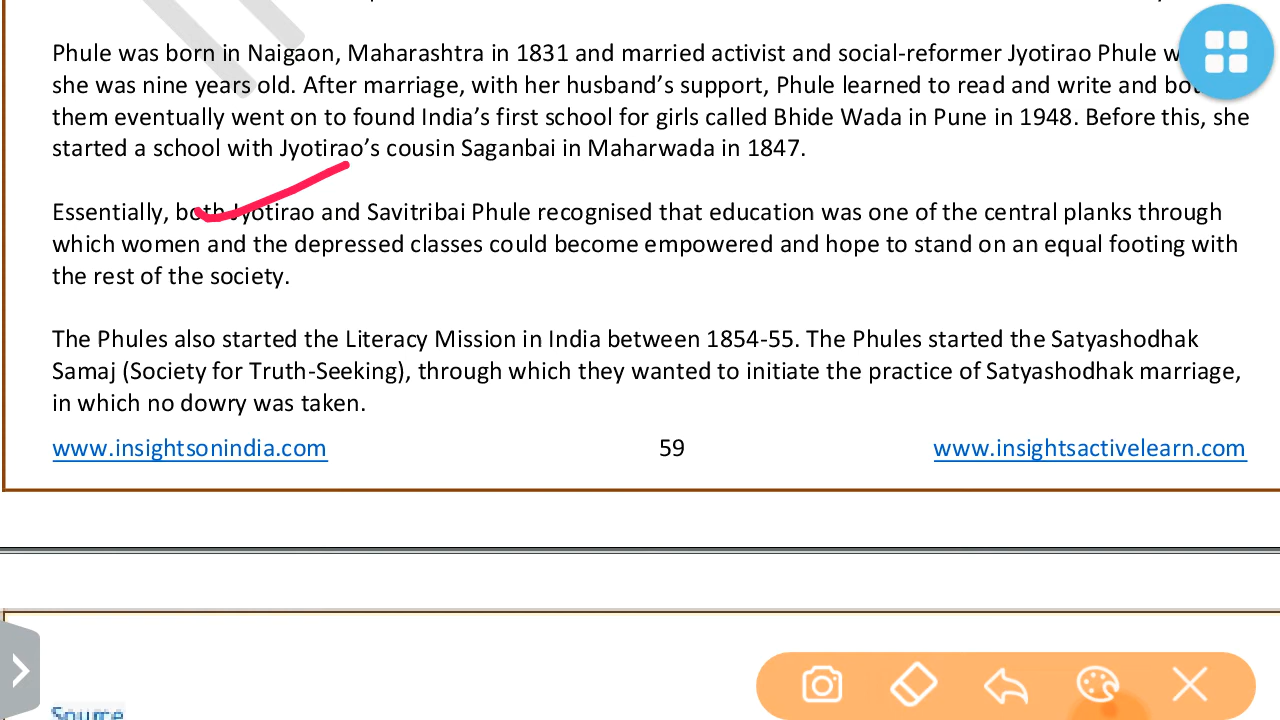 Phule was born in Naigaon, Maharashtra in 1831 and married activist and social-reformer Jyotirao Phule
she was nine years old. After marriage, with her husband's support, Phule learned to read and write and
them eventually went on to found India's first school for girls called Bhide Wada in Pune in 1948. Before this, she
started a school with Jyotirao's cousin Saganbai in Maharwada in 1847.
Essentially, both Jyotirao and Savitribai Phule recognised that education was one of the central planks through
which women and the depressed classes could become empowered and hope to stand on an equal footing with
the rest of the society.
The Phules also started the Literacy Mission in India between 1854-55. The Phules started the Satyashodhak
Samaj (Society for Truth-Seeking), through which they wanted to initiate the practice of Satyashodhak marriage,
in which no dowry was taken.
www.insightsonindia.com 59 www.insightsactivelearn.com
Source